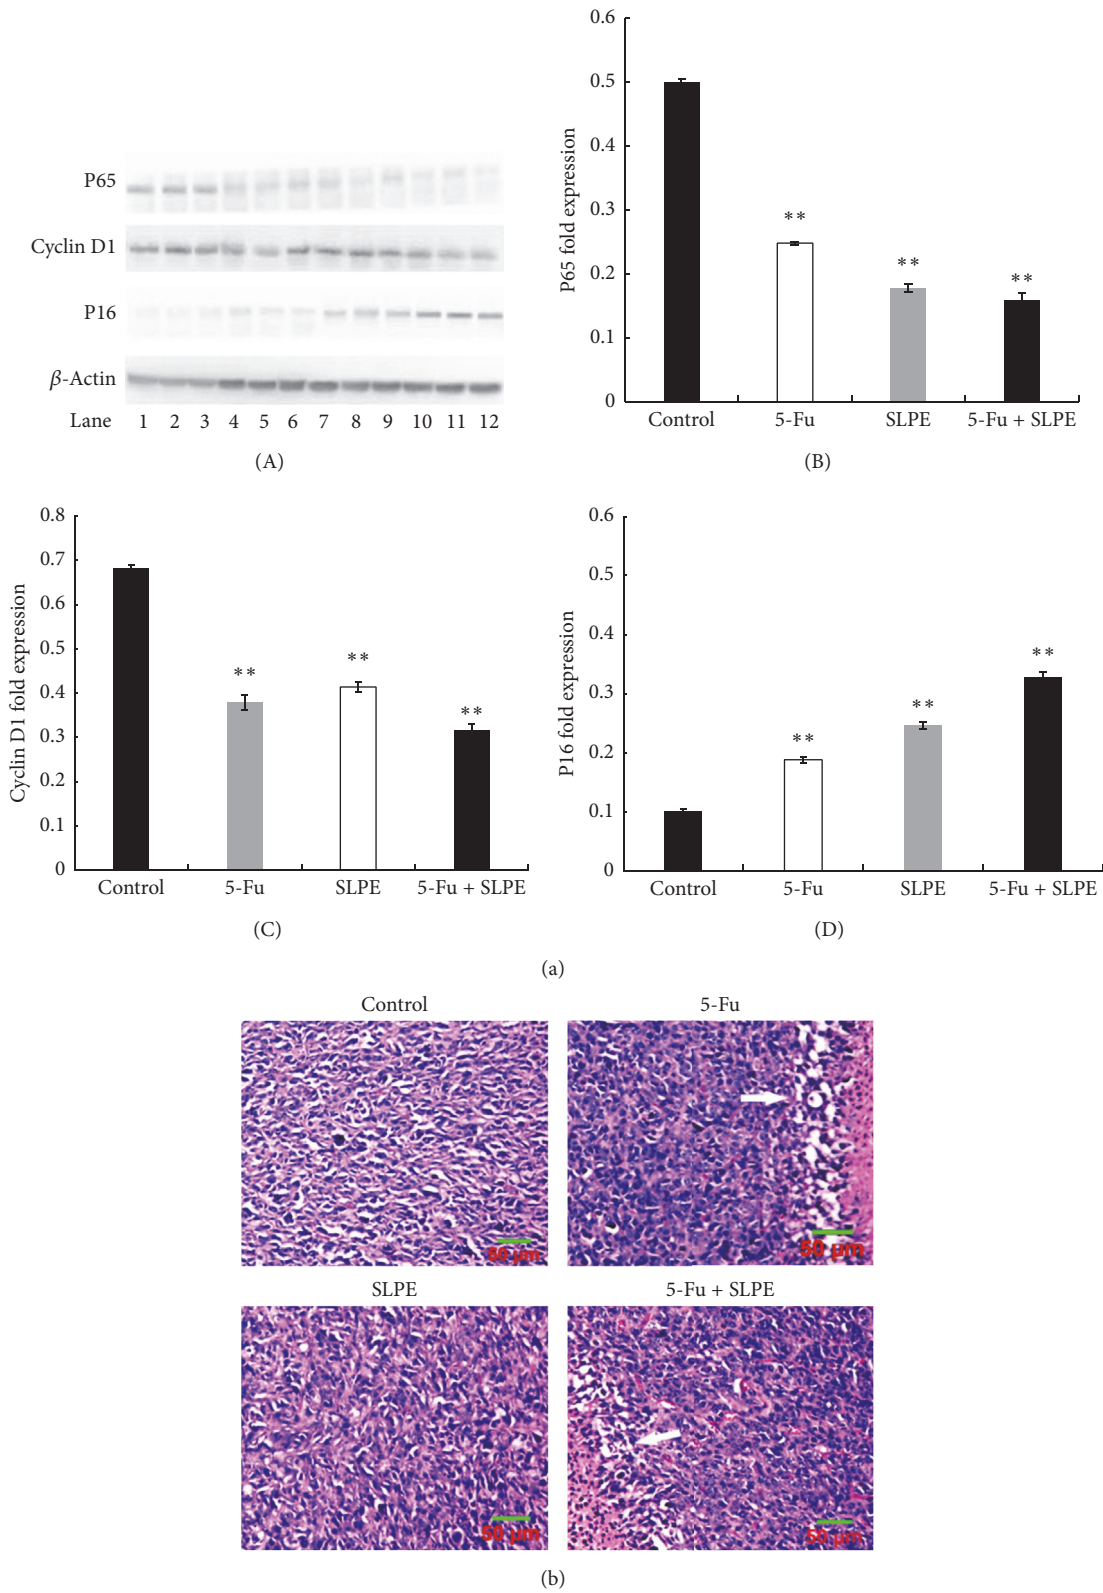 P65
Cyclin D1
P16
β-Actin
Lane 1 2 3 4 5 6 7 8 9 10 11 12
(A)
0.6
0.5
0.4
0.3
0.2
0.1
0
P65 fold expression
**
**
**
Control 5-Fu SLPE 5-Fu + SLPE
(B)
0.8
0.7
0.6
0.5
0.4
0.3
0.2
0.1
0
Cyclin D1 fold expression
**
**
**
Control 5-Fu SLPE 5-Fu + SLPE
(C)
0.6
0.5
0.4
0.3
0.2
0.1
0
P16 fold expression
**
**
**
Control 5-Fu SLPE 5-Fu + SLPE
(D)
(a)
Control 5-Fu
50 μm 50 μm
SLPE 5-Fu + SLPE
50 μm 50 μm
(b)